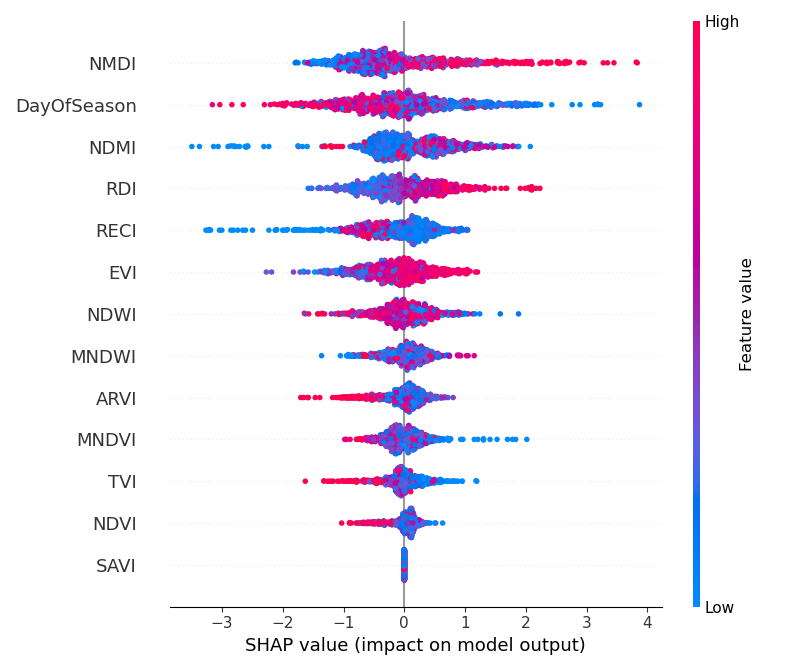 High
NMDI
DayOfSeason
NDMI
RDI
RECI
EVI
NDWI
MNDWI
ARVI
MNDVI
TVI
NDVI
SAVI
Feature value
Low
−3 −2 −1 0 1 2 3 4
SHAP value (impact on model output)